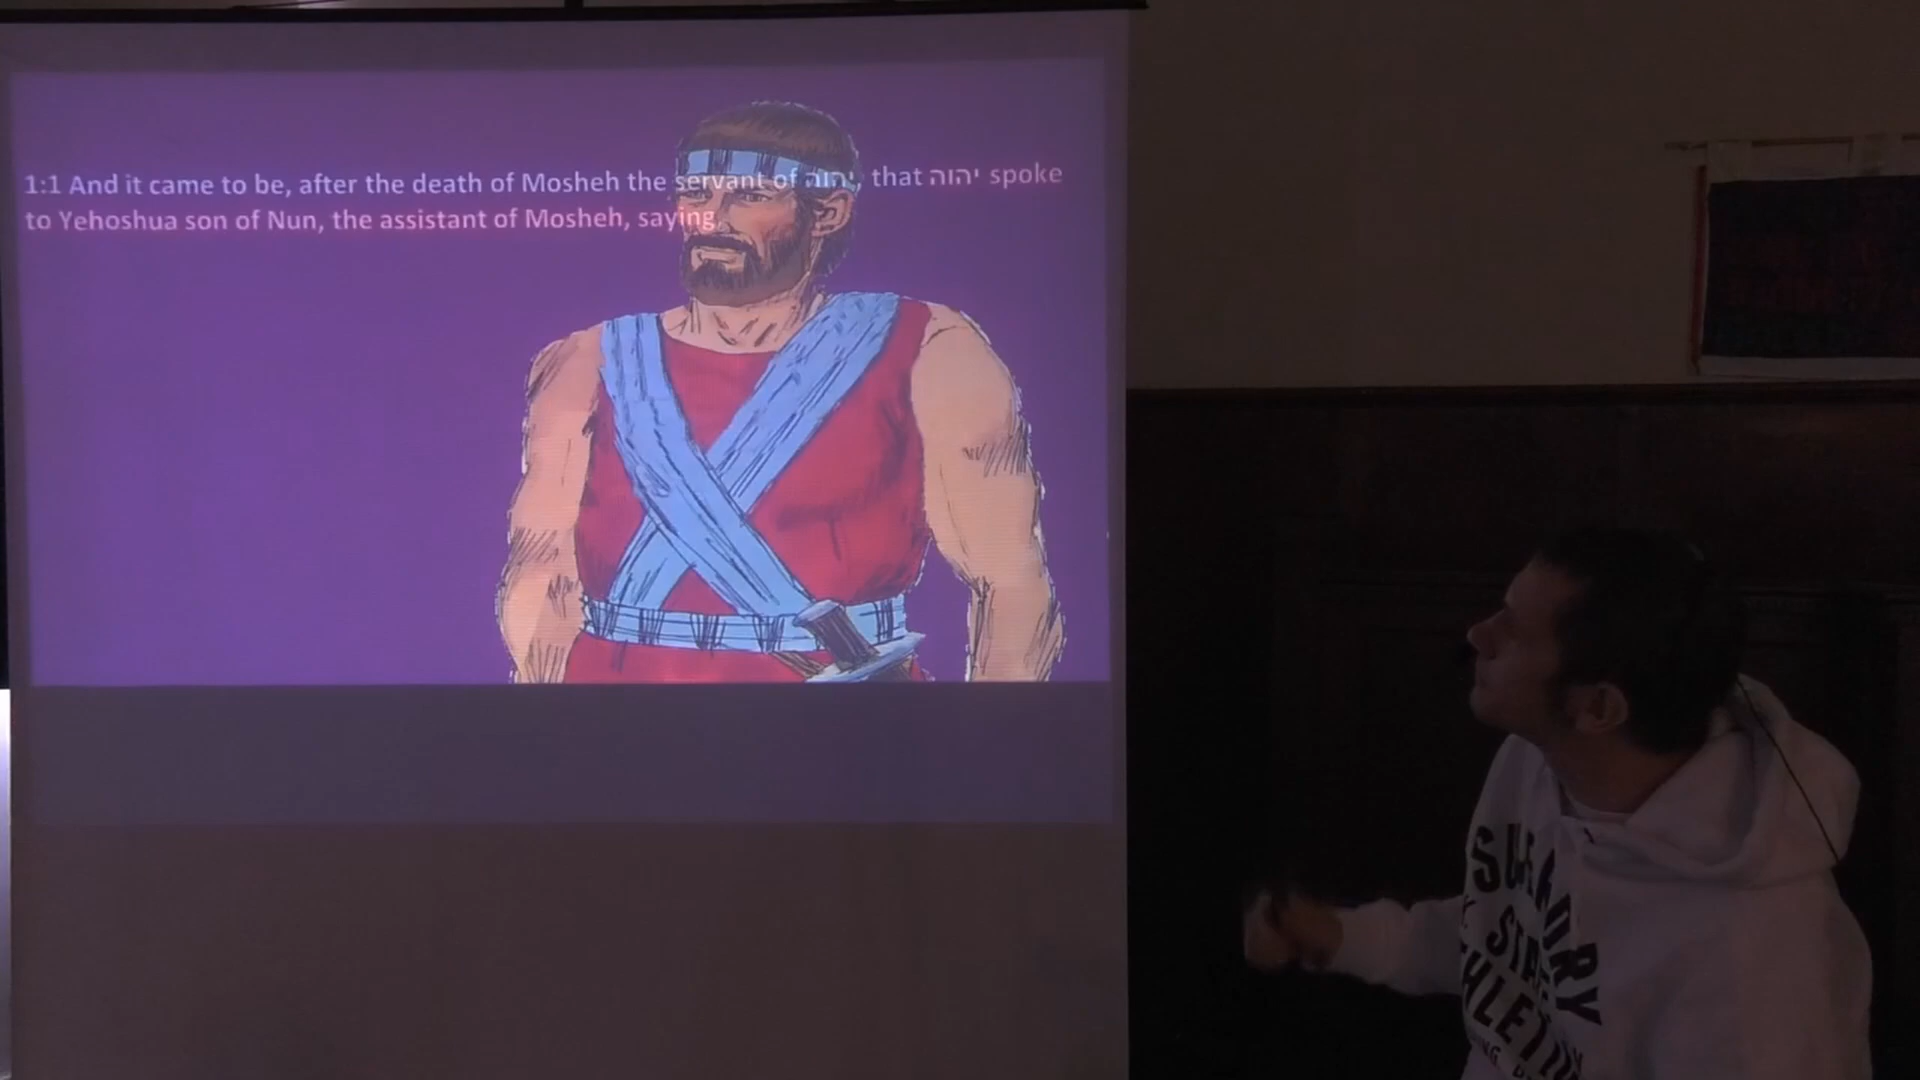 1:1 And it came to be, after the death of Mosheh the servant of יהוה, that יהוה spoke
to Yehoshua son of Nun, the assistant of Mosheh, saying,